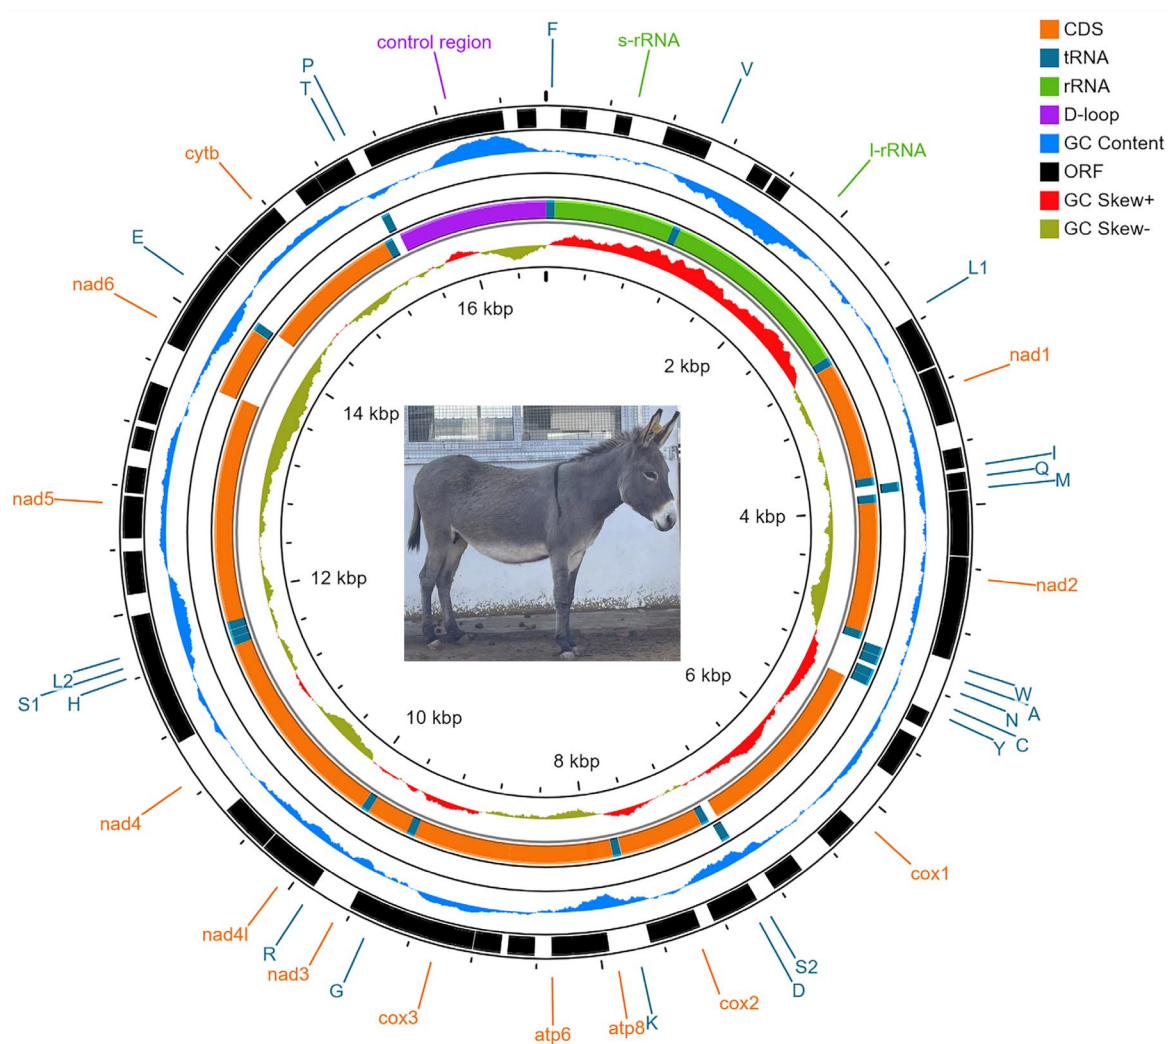 F
s-rRNA
V
l-rRNA
L1
nad1
I
Q
M
nad2
W
A
N
C
Y
cox1
S2
D
cox2
K
atp8
atp6
cox3
G
nad3
R
nad4l
nad4
H
S1
L2
nad5
nad6
E
cytb
T
P
control region
2 kbp
4 kbp
6 kbp
8 kbp
10 kbp
12 kbp
14 kbp
16 kbp
CDS
tRNA
rRNA
D-loop
GC Content
ORF
GC Skew+
GC Skew-